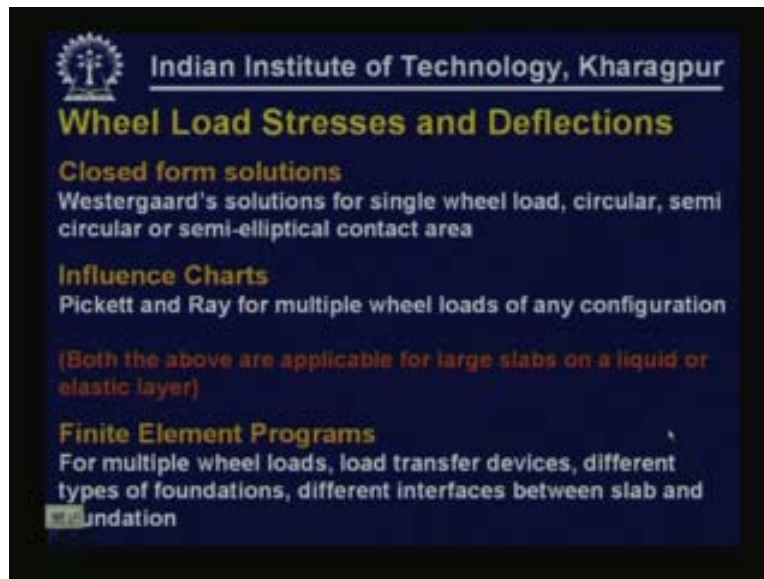 Indian Institute of Technology, Kharagpur
Wheel Load Stresses and Deflections
Closed form solutions
Westergaard's solutions for single wheel load, circular, semi
circular or semi-elliptical contact area
Influence Charts
Pickett and Ray for multiple wheel loads of any configuration
(Both the above are applicable for large slabs on a liquid or
elastic layer)
Finite Element Programs
For multiple wheel loads, load transfer devices, different
types of foundations, different interfaces between slab and
undation